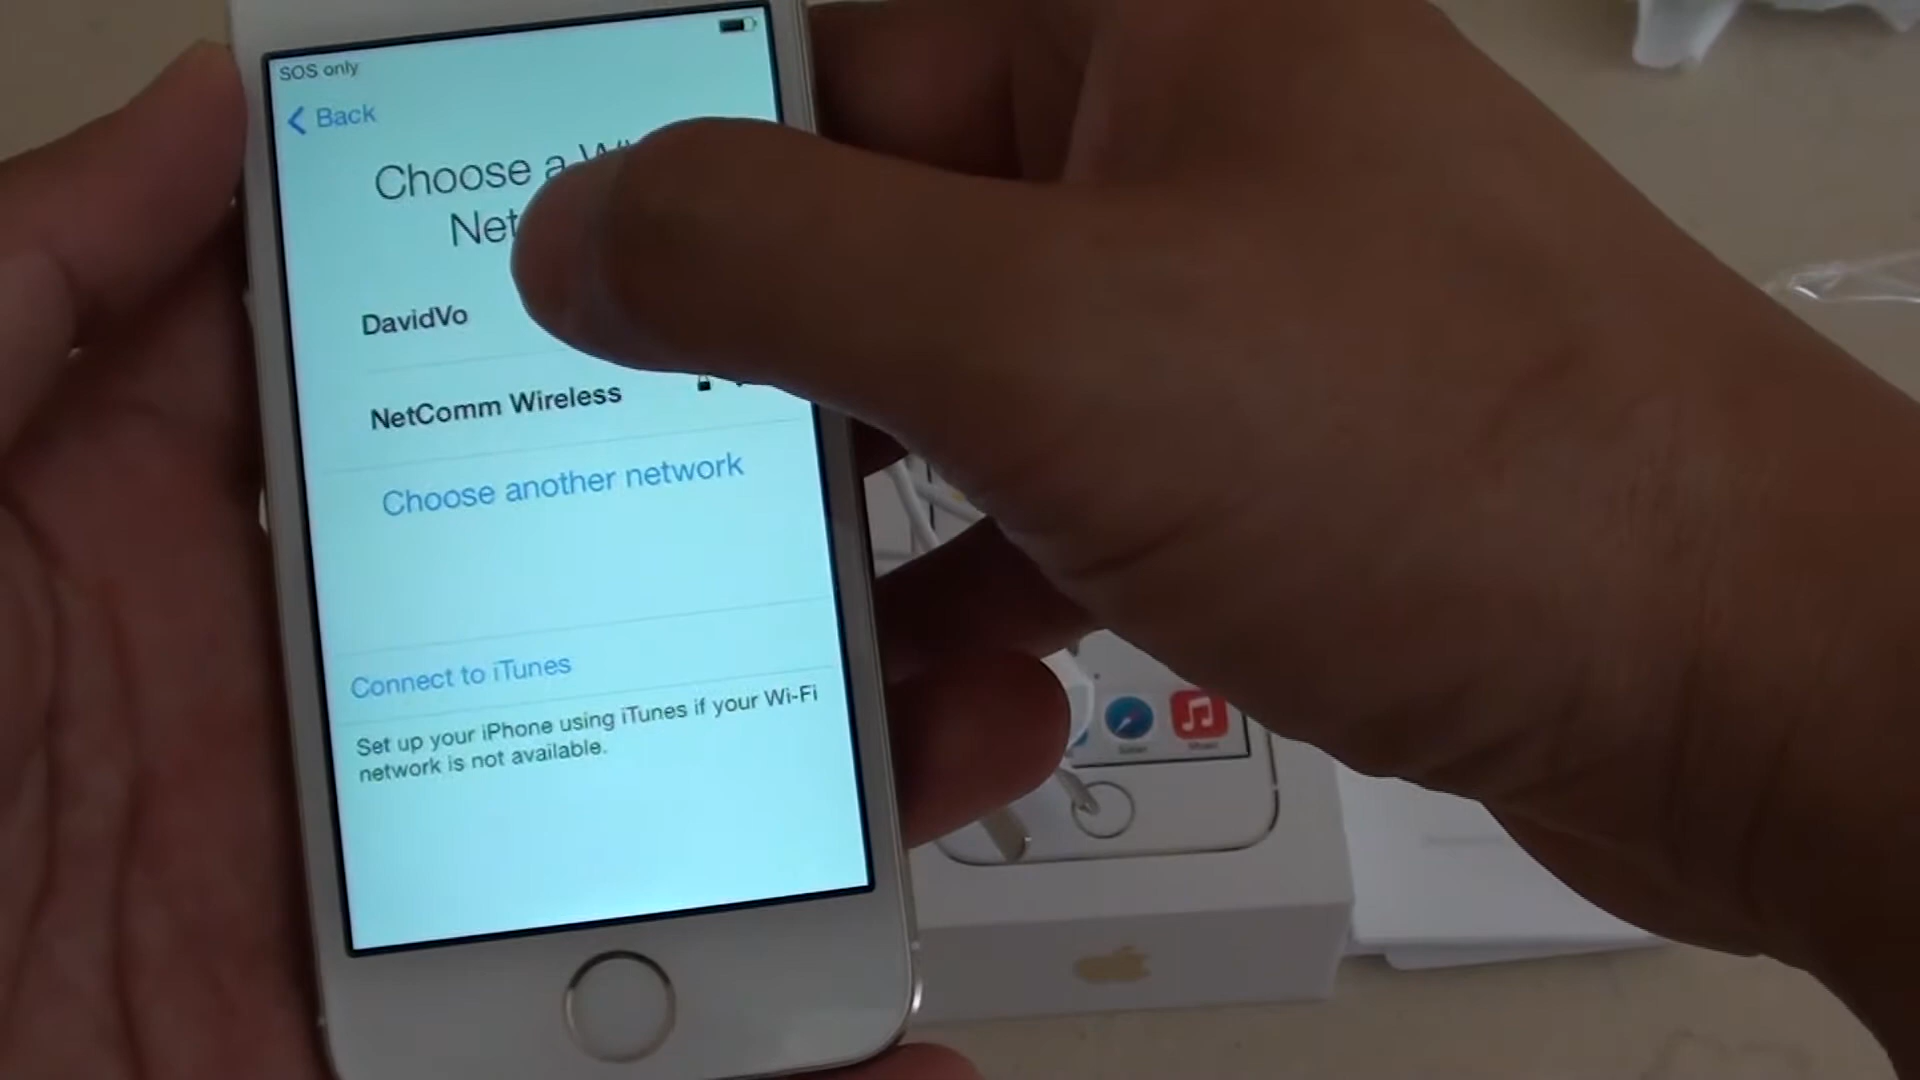 SOS only
Back
Choose a
DavidVo
NetComm Wireless
Choose another network
Connect to iTunes
Set up your iPhone using iTunes if your Wi-Fi
network is not available.